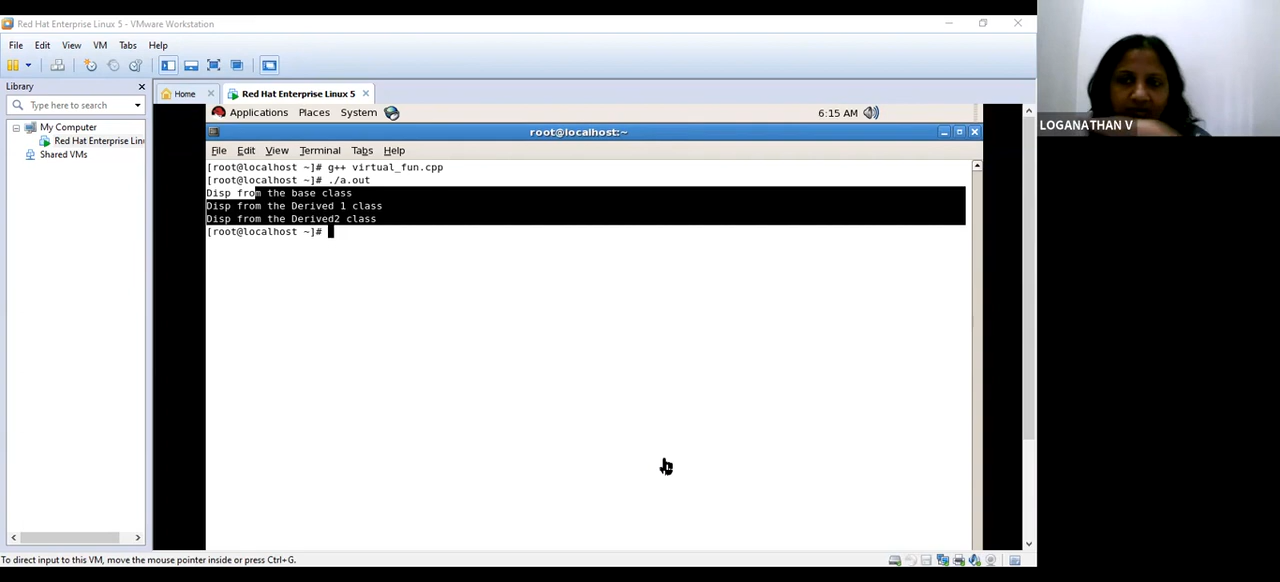 Red Hat Enterprise Linux 5 - VMware Workstation
File Edit View VM Tabs Help
Library
Type here to search
My Computer
Red Hat Enterprise Lin
Shared VMs
Home
Red Hat Enterprise Linux 5
Applications Places System
6:15 AM
root@localhost:~
File Edit View Terminal Tabs Help
[root@localhost ~]# g++ virtual_fun.cpp
[root@localhost ~]# ./a.out
Disp from the base class
Disp from the Derived 1 class
Disp from the Derived2 class
[root@localhost ~]#
To direct input to this VM, move the mouse pointer inside or press Ctrl+G.
LOGANATHAN V